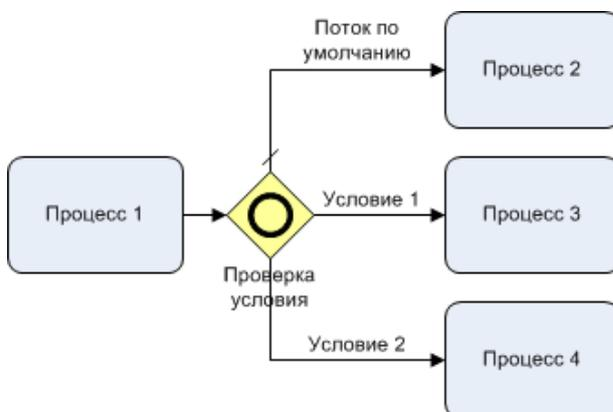 Поток по
умолчанию
Процесс 2
Процесс 1
Условие 1
Процесс 3
Проверка
условия
Условие 2
Процесс 4